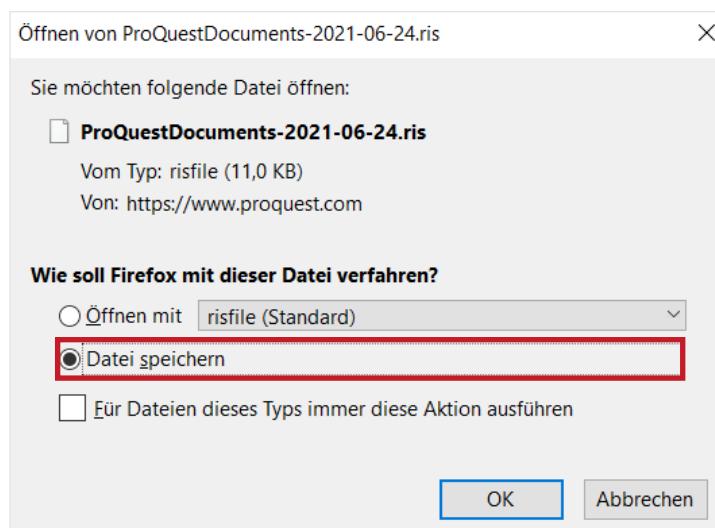 Öffnen von ProQuestDocuments-2021-06-24.ris
Sie möchten folgende Datei öffnen:
ProQuestDocuments-2021-06-24.ris
Vom Typ: risfile (11,0 KB)
Von: https://www.proquest.com
Wie soll Firefox mit dieser Datei verfahren?
Öffnen mit risfile (Standard)
Datei speichern
Für Dateien dieses Typs immer diese Aktion ausführen
OK Abbrechen